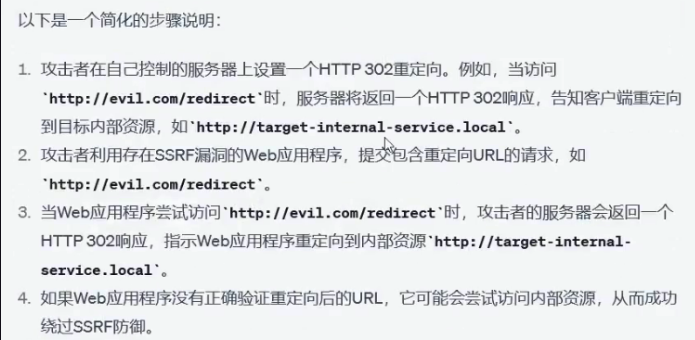 以下是一个简化的步骤说明：
1. 攻击者在自己控制的服务器上设置一个HTTP 302重定向。例如，当访问
`http://evil.com/redirect`时，服务器将返回一个HTTP 302响应，告知客户端重定向
到目标内部资源，如`http://target-internal-service.local`。
2. 攻击者利用存在SSRF漏洞的Web应用程序，提交包含重定向URL的请求，如
`http://evil.com/redirect`。
3. 当Web应用程序尝试访问`http://evil.com/redirect`时，攻击者的服务器会返回一个
HTTP 302响应，指示Web应用程序重定向到内部资源`http://target-internal-
service.local`。
4. 如果Web应用程序没有正确验证重定向后的URL，它可能会尝试访问内部资源，从而成功
绕过SSRF防御。